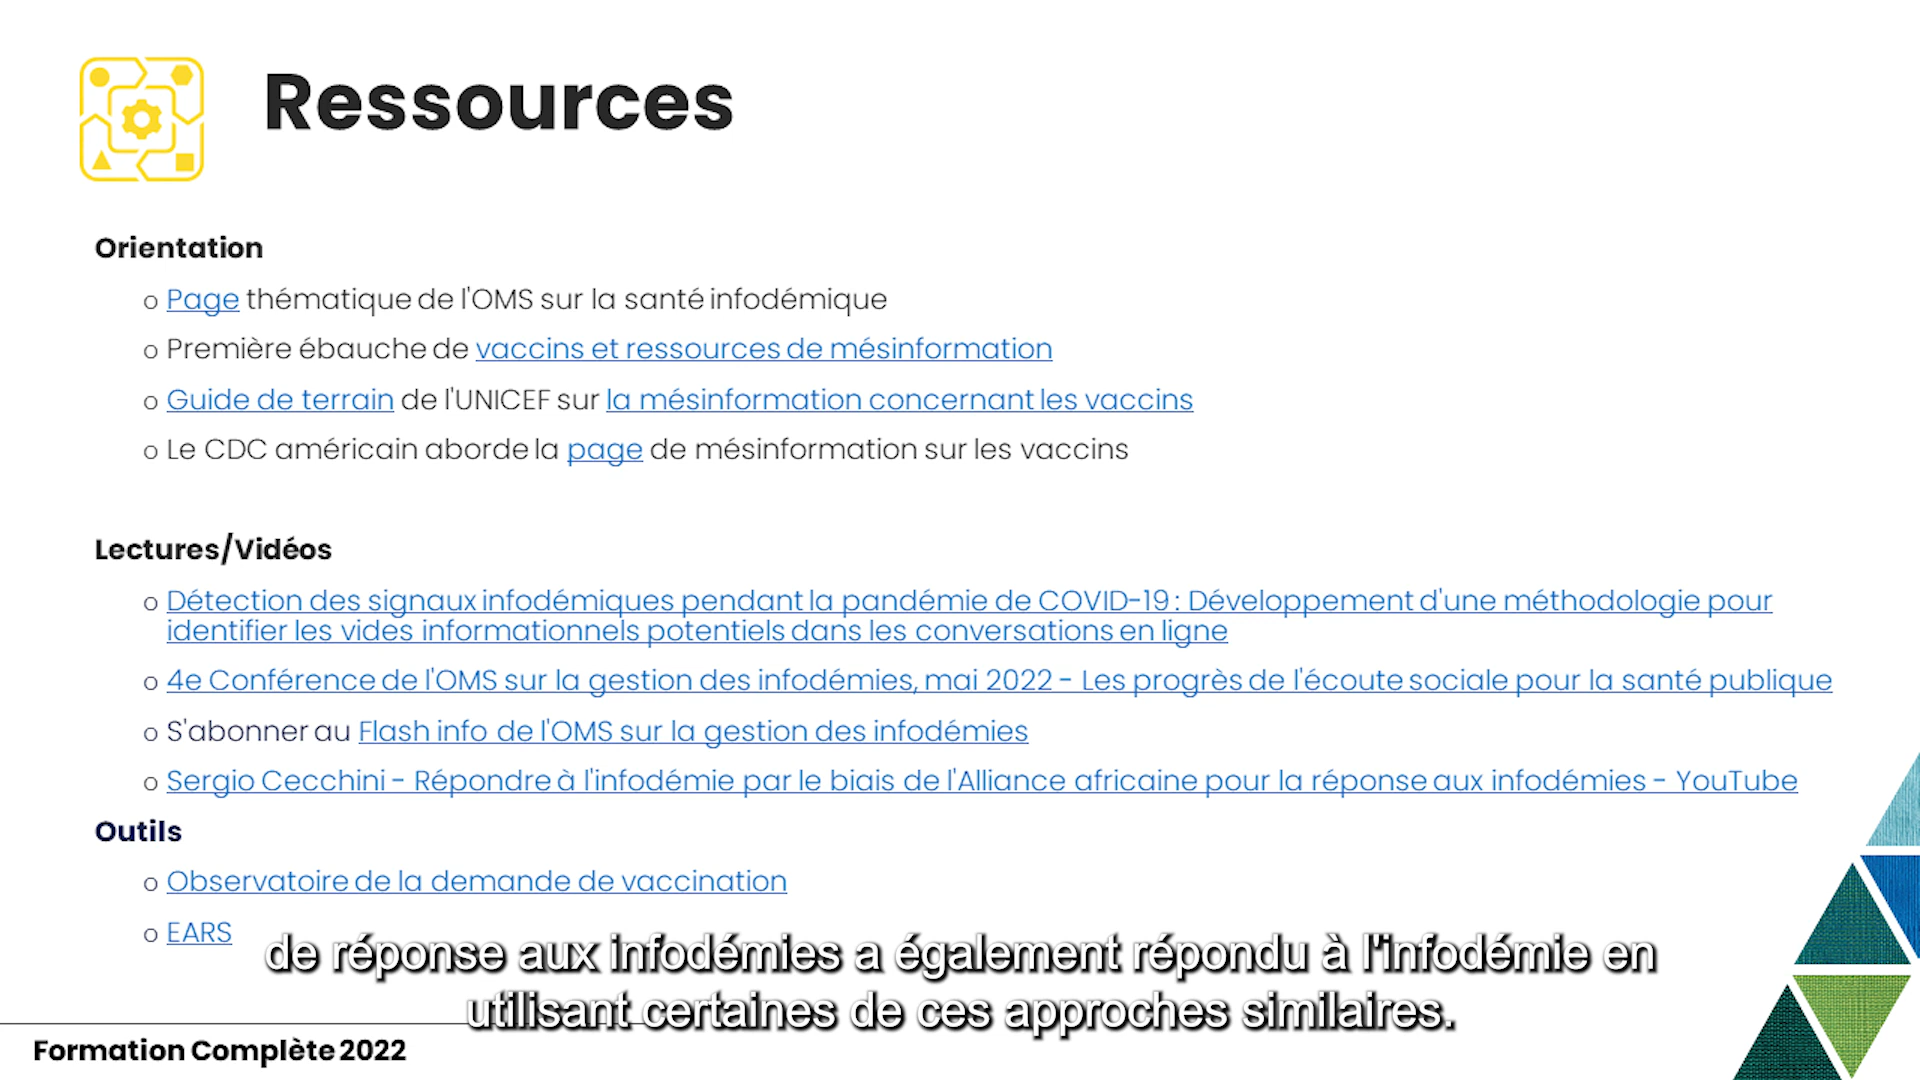 Ressources
Orientation
o Page thématique de l'OMS sur la santé infodémique
o Première ébauche de vaccins et ressources de mésinformation
o Guide de terrain de l'UNICEF sur la mésinformation concernant les vaccins
o Le CDC américain aborde la page de mésinformation sur les vaccins
Lectures/Vidéos
o Détection des signaux infodémiques pendant la pandémie de COVID-19 : Développement d'une méthodologie pour
identifier les vides informationnels potentiels dans les conversations en ligne
o 4e Conférence de l'OMS sur la gestion des infodémies, mai 2022 - Les progrès de l'écoute sociale pour la santé publique
o S'abonner au Flash info de l'OMS sur la gestion des infodémies
o Sergio Cecchini - Répondre à l'infodémie par le biais de l'Alliance africaine pour la réponse aux infodémies - YouTube
Outils
o Observatoire de la demande de vaccination
o EARS
de réponse aux infodémies a également répondu à l'infodémie en
utilisant certaines de ces approches similaires.
Formation Complète 2022